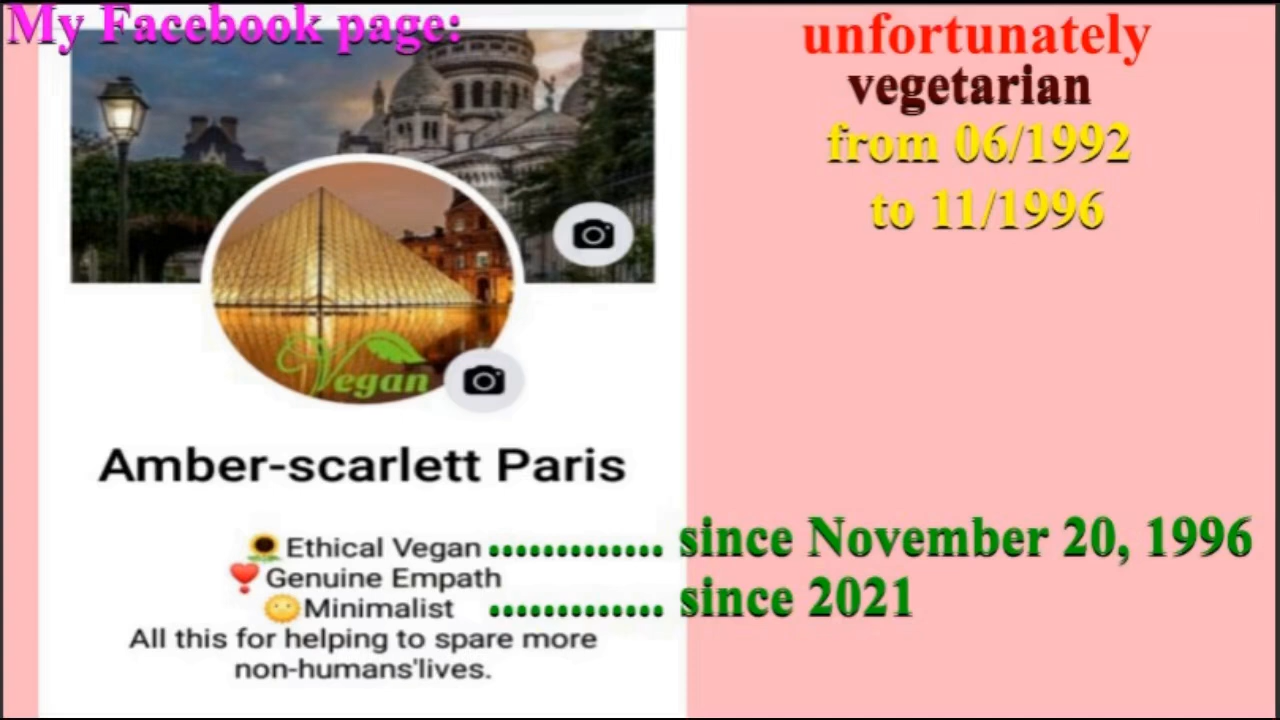 My Facebook page:
unfortunately
vegetarian
from 06/1992
to 11/1996
Vegan
Amber-scarlett Paris
Ethical Vegan ............. since November 20, 1996
Genuine Empath
Minimalist ............. since 2021
All this for helping to spare more
non-humans'lives.